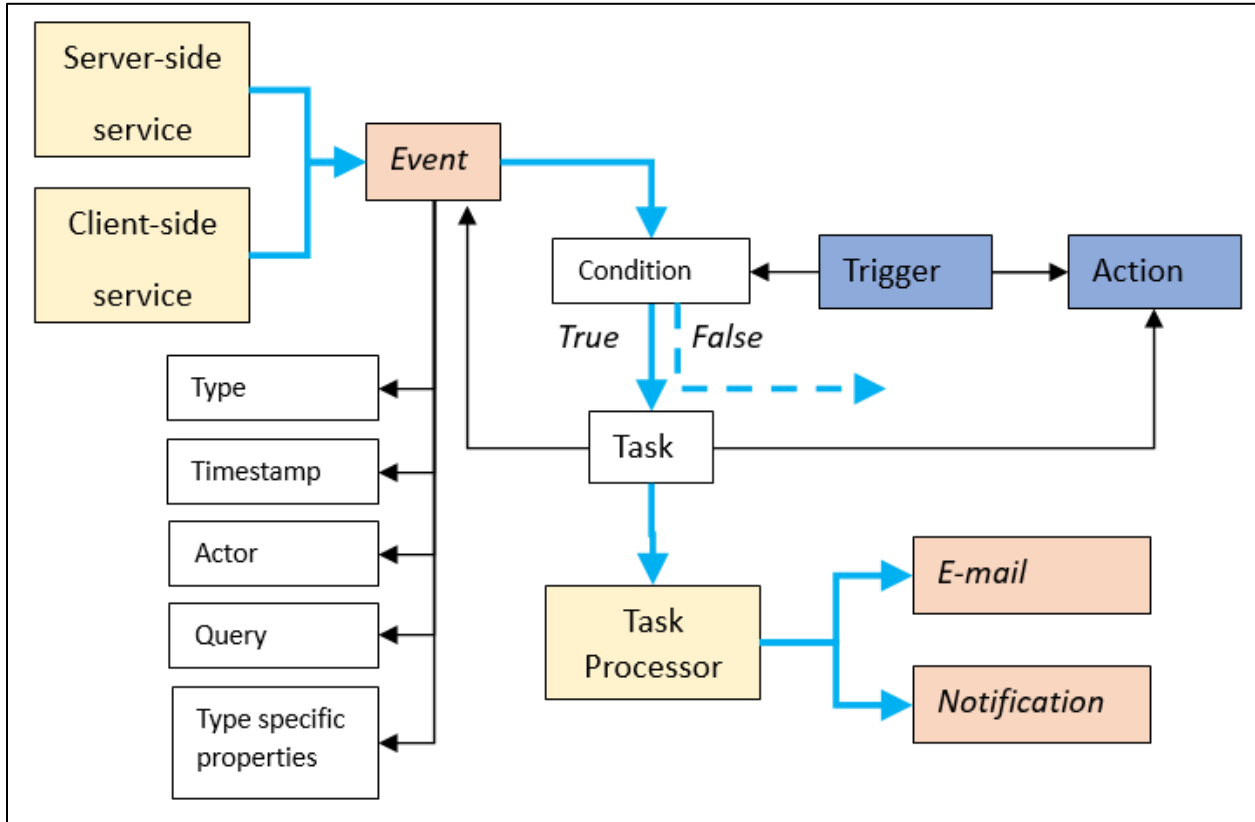 Server-side
service
Client-side
service
Event
Condition
Trigger
Action
True
False
Type
Timestamp
Actor
Query
Type specific
properties
Task
Task
Processor
E-mail
Notification